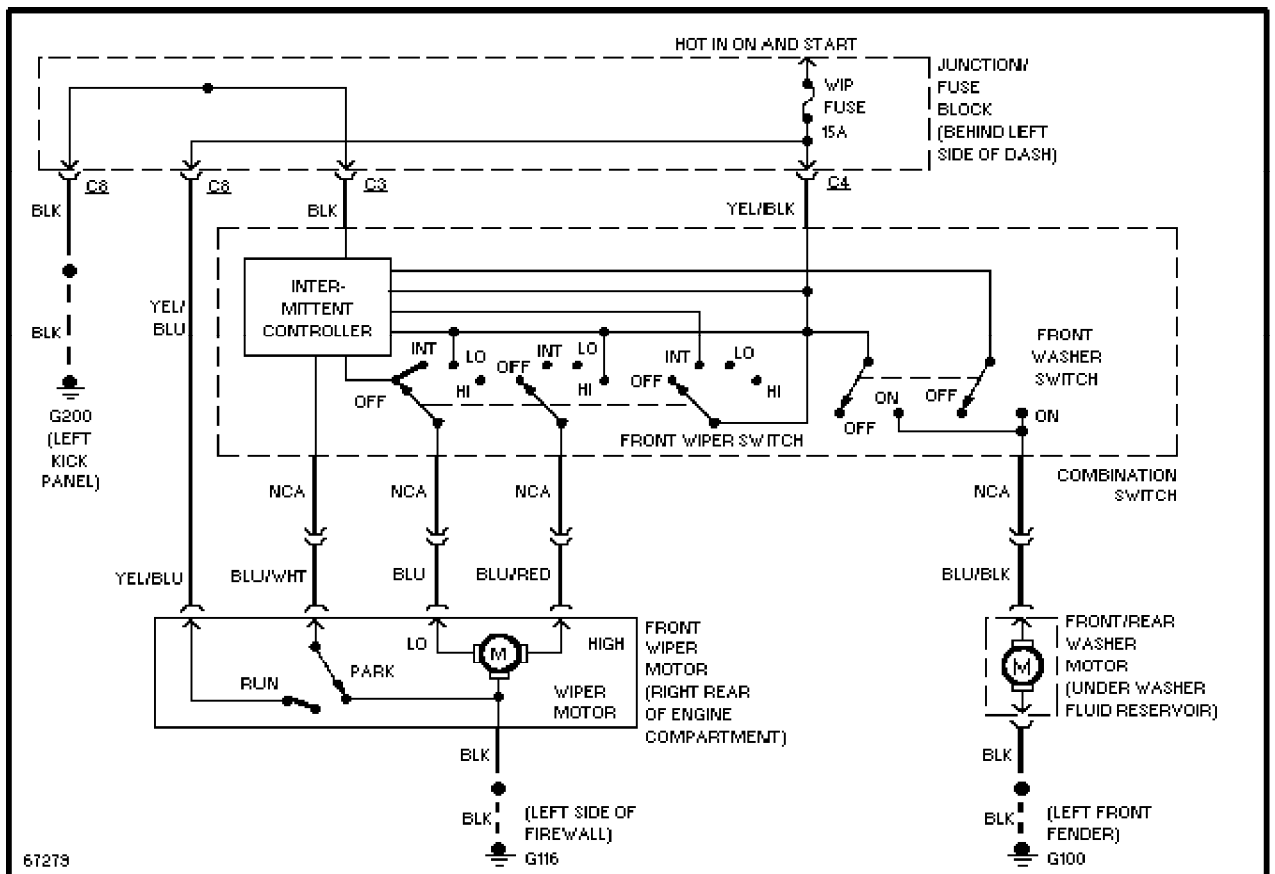 HOT IN ON AND START
JUNCTION/
FUSE
BLOCK
(BEHIND LEFT
SIDE OF DASH)
WIP
FUSE
15A
C8
C8
C3
C4
BLK
BLK
YEL/BLK
YEL/
BLU
BLK
INTER-
MITTENT
CONTROLLER
INT
LO
HI
OFF
INT
LO
HI
OFF
INT
LO
HI
OFF
FRONT
WASHER
SWITCH
ON
OFF
OFF
ON
FRONT WIPER SWITCH
G200
(LEFT
KICK
PANEL)
COMBINATION
SWITCH
NCA
NCA
NCA
NCA
YEL/BLU
BLU/WHT
BLU
BLU/RED
BLU/BLK
LO
M
HIGH
PARK
RUN
WIPER
MOTOR
FRONT
WIPER
MOTOR
(RIGHT REAR
OF ENGINE
COMPARTMENT)
M
FRONT/REAR
WASHER
MOTOR
(UNDER WASHER
FLUID RESERVOIR)
BLK
BLK
BLK
(LEFT SIDE OF
FIREWALL)
G116
BLK
(LEFT FRONT
FENDER)
G100
67279